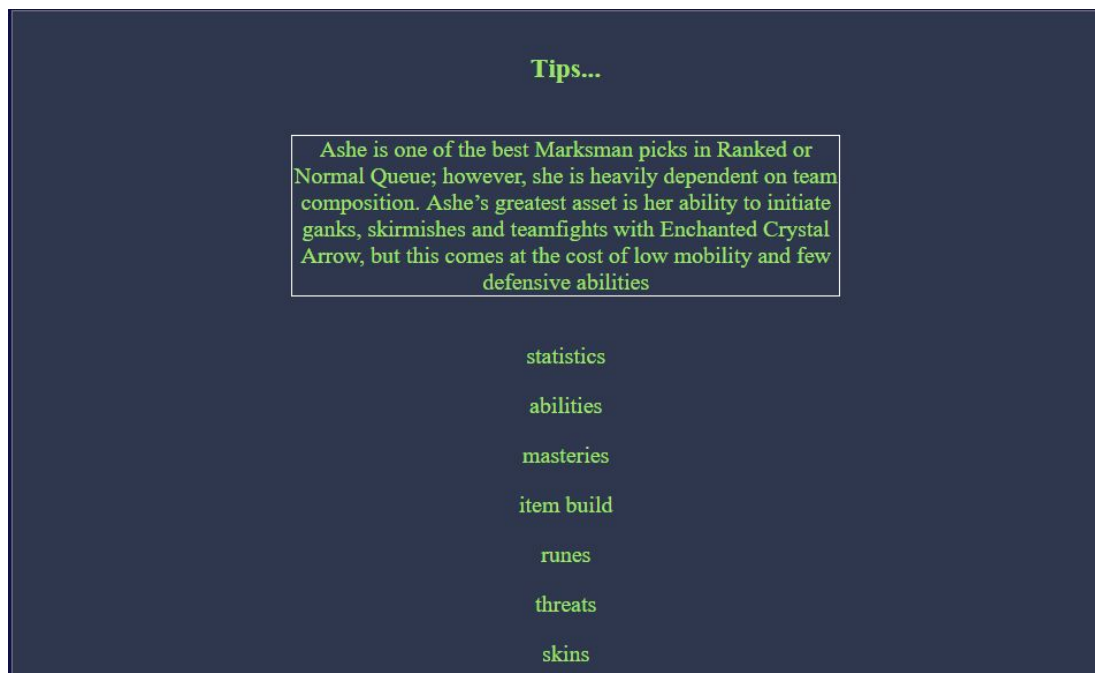 Tips...
Ashe is one of the best Marksman picks in Ranked or
Normal Queue; however, she is heavily dependent on team
composition. Ashe’s greatest asset is her ability to initiate
ganks, skirmishes and teamfights with Enchanted Crystal
Arrow, but this comes at the cost of low mobility and few
defensive abilities
statistics
abilities
masteries
item build
runes
threats
skins